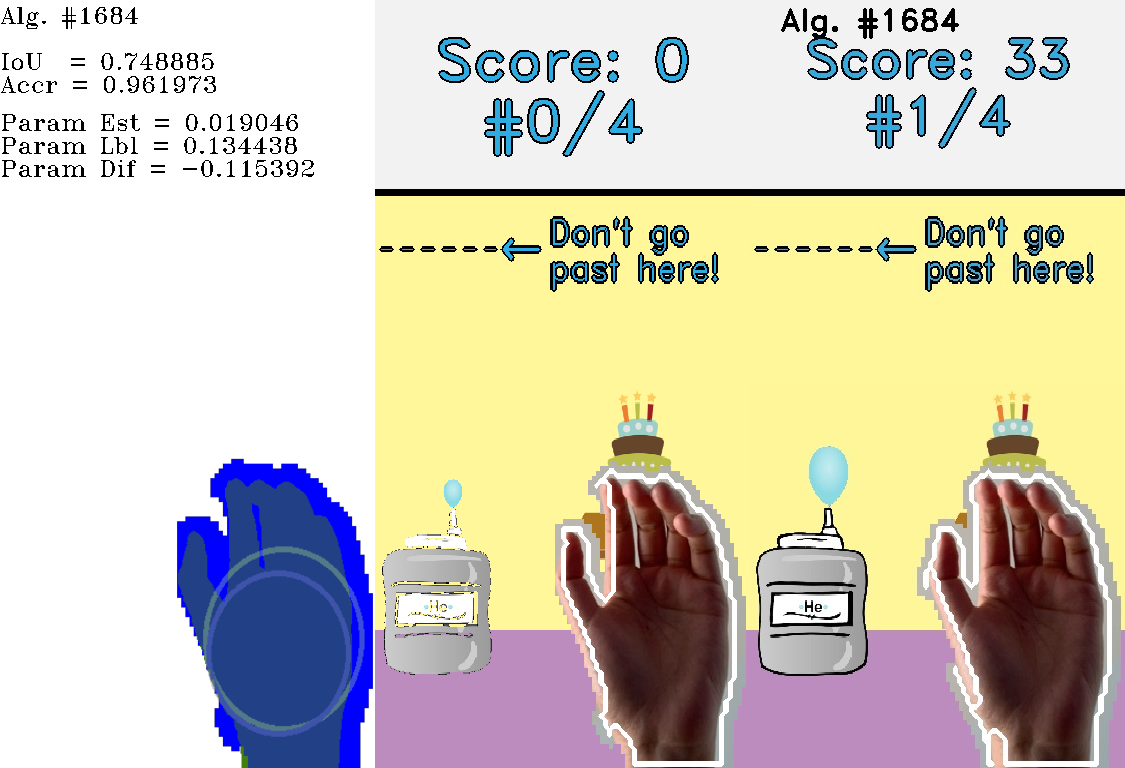 Alg. #1684
IoU = 0.748885
Accr = 0.961973
Param Est = 0.019046
Param Lbl = 0.134438
Param Dif = −0.115392
Score: 0
#0/4
Don't go
past here!
He
Alg. #1684
Score: 33
#1/4
Don't go
past here!
He